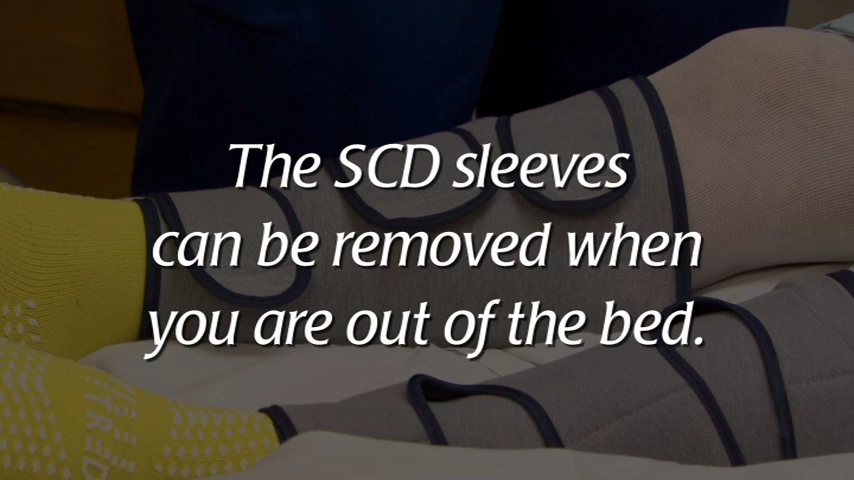 The SCD sleeves
can be removed when
you are out of the bed.